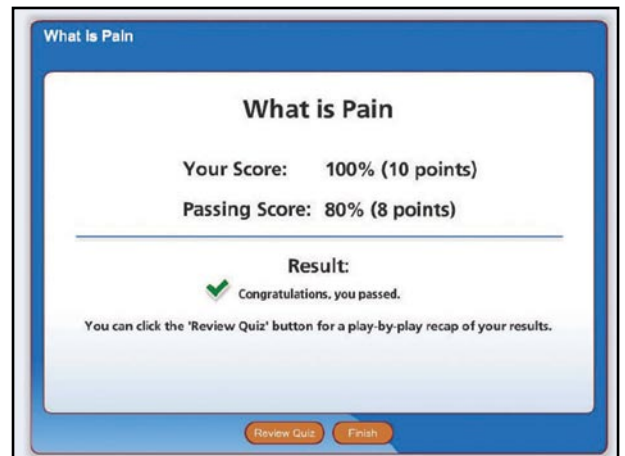 What is Pain
What is Pain
Your Score: 100% (10 points)
Passing Score: 80% (8 points)
Result:
Congratulations, you passed.
You can click the 'Review Quiz' button for a play-by-play recap of your results.
Review Quiz Finish